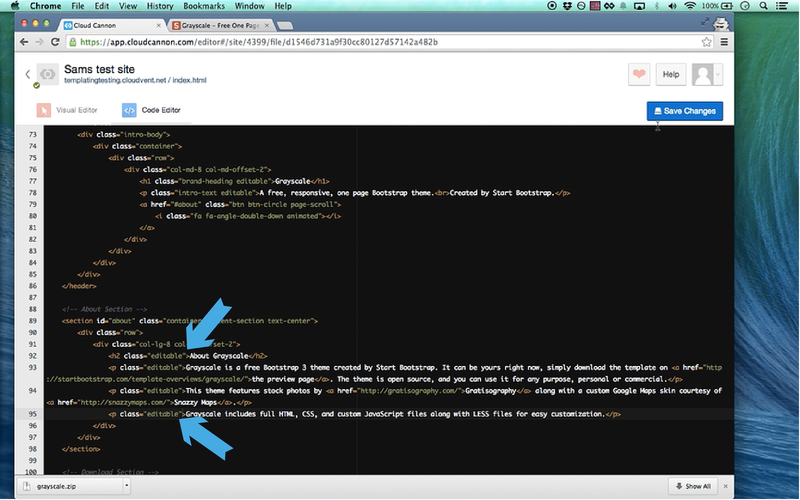 Chrome File Edit View History Bookmarks Window Help 100%
Cloud Cannon Grayscale - Free One Page
https://app.cloudcannon.com/editor#/site/4399/file/d1546d731a9f30cc80127d57142a482b
Sams test site
templatingtesting.cloudvent.net / index.html
Help
Visual Editor Code Editor Save Changes
73 <div class="intro-body">
74 <div class="container">
75 <div class="row">
76 <div class="col-md-8 col-md-offset-2">
77 <h1 class="brand-heading editable">Grayscale</h1>
78 <p class="intro-text editable">A free, responsive, one page Bootstrap theme.<br>Created by Start Bootstrap.</p>
79 <a href="#about" class="btn btn-circle page-scroll">
80 <i class="fa fa-angle-double-down animated"></i>
81 </a>
82 </div>
83 </div>
84 </div>
85 </div>
86 </header>
87
88 <!-- About Section -->
89 <section id="about" class="container content-section text-center">
90 <div class="row">
91 <div class="col-lg-8 col-lg-offset-2">
92 <h2 class="editable">About Grayscale</h2>
93 <p class="editable">Grayscale is a free Bootstrap 3 theme created by Start Bootstrap. It can be yours right now, simply download the template on <a href="http
://startbootstrap.com/template-overviews/grayscale/">the preview page</a>. The theme is open source, and you can use it for any purpose, personal or commercial.</p>
94 <p class="editable">This theme features stock photos by <a href="http://gratisography.com/">Gratisography</a> along with a custom Google Maps skin courtesy of
<a href="http://snazzymaps.com/">Snazzy Maps</a>.</p>
95 <p class="editable">Grayscale includes full HTML, CSS, and custom JavaScript files along with LESS files for easy customization.</p>
96 </div>
97 </div>
98 </section>
99
100 <!-- Download Section -->
grayscale.zip Show All